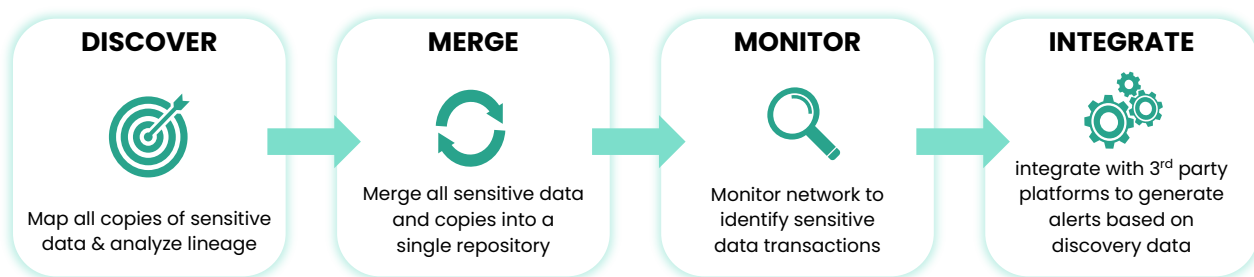 DISCOVER
Map all copies of sensitive
data & analyze lineage
MERGE
Merge all sensitive data
and copies into a
single repository
MONITOR
Monitor network to
identify sensitive
data transactions
INTEGRATE
integrate with 3rd party
platforms to generate
alerts based on
discovery data